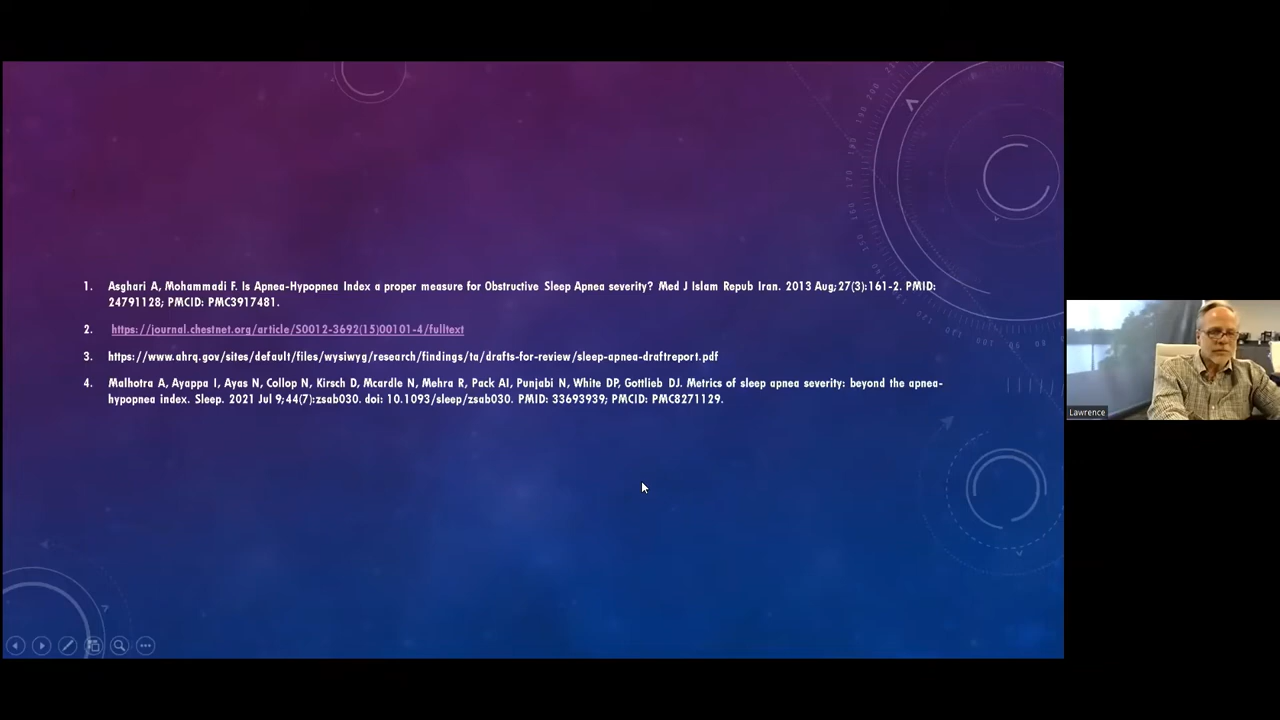 1. Asghari A, Mohammadi F. Is Apnea-Hypopnea Index a proper measure for Obstructive Sleep Apnea severity? Med J Islam Repub Iran. 2013 Aug;27(3):161-2. PMID:
24791128; PMCID: PMC3917481.
2. https://journal.chestnet.org/article/S0012-3692(15)00101-4/fulltext
3. https://www.ahrq.gov/sites/default/files/wysiwyg/research/findings/ta/drafts-for-review/sleep-apnea-draftreport.pdf
4. Malhotra A, Ayappa I, Ayas N, Collop N, Kirsch D, Mcardle N, Mehra R, Pack AI, Punjabi N, White DP, Gottlieb DJ. Metrics of sleep apnea severity: beyond the apnea-
hypopnea index. Sleep. 2021 Jul 9;44(7):zsab030. doi: 10.1093/sleep/zsab030. PMID: 33693939; PMCID: PMC8271129.
Lawrence